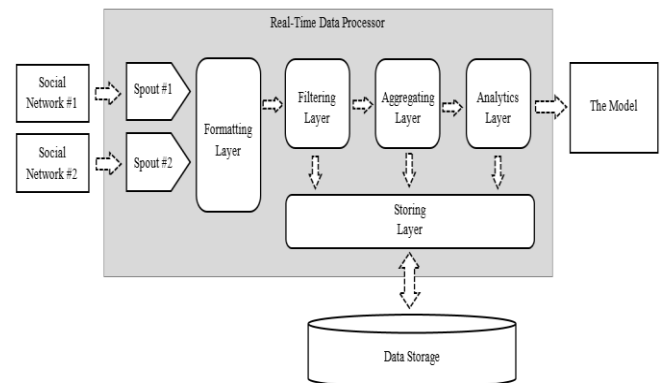 Real-Time Data Processor
Social
Network #1
Spout #1
Social
Network #2
Spout #2
Formatting
Layer
Filtering
Layer
Aggregating
Layer
Analytics
Layer
The Model
Storing
Layer
Data Storage